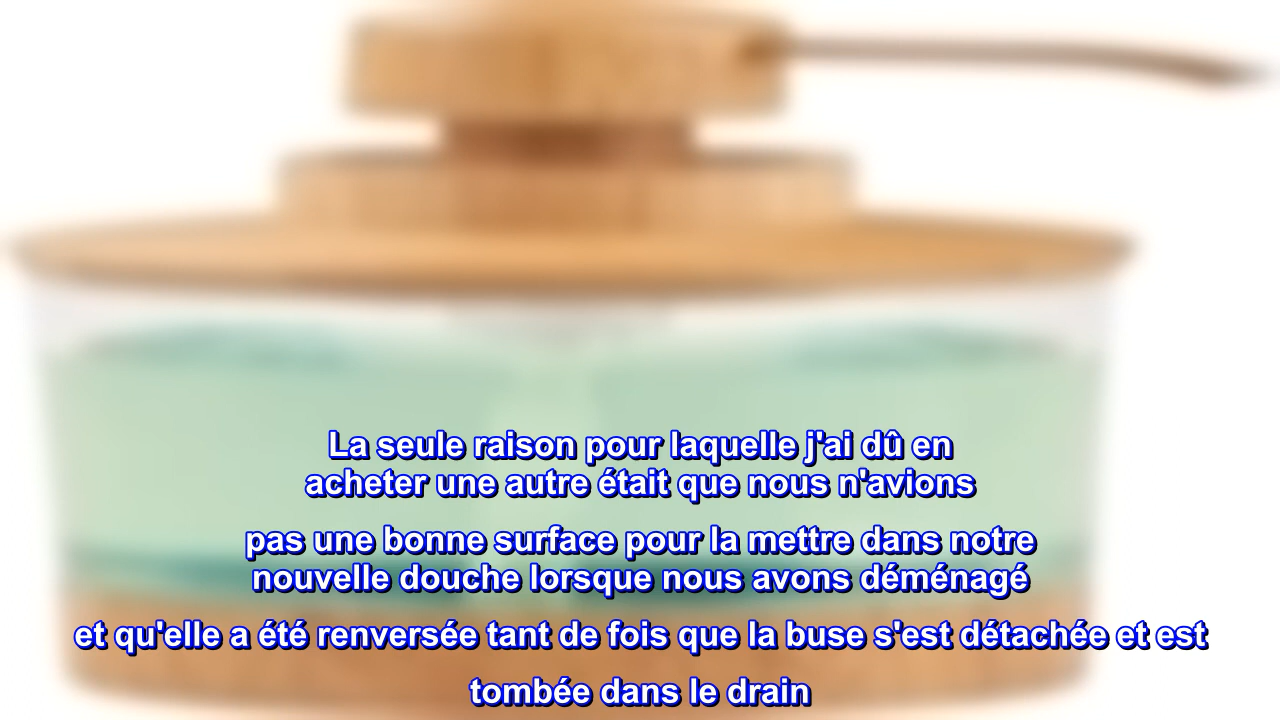 La seule raison pour laquelle j'ai dû en
acheter une autre était que nous n'avions
pas une bonne surface pour la mettre dans notre
nouvelle douche lorsque nous avons déménagé
et qu'elle a été renversée tant de fois que la buse s'est détachée et est
tombée dans le drain